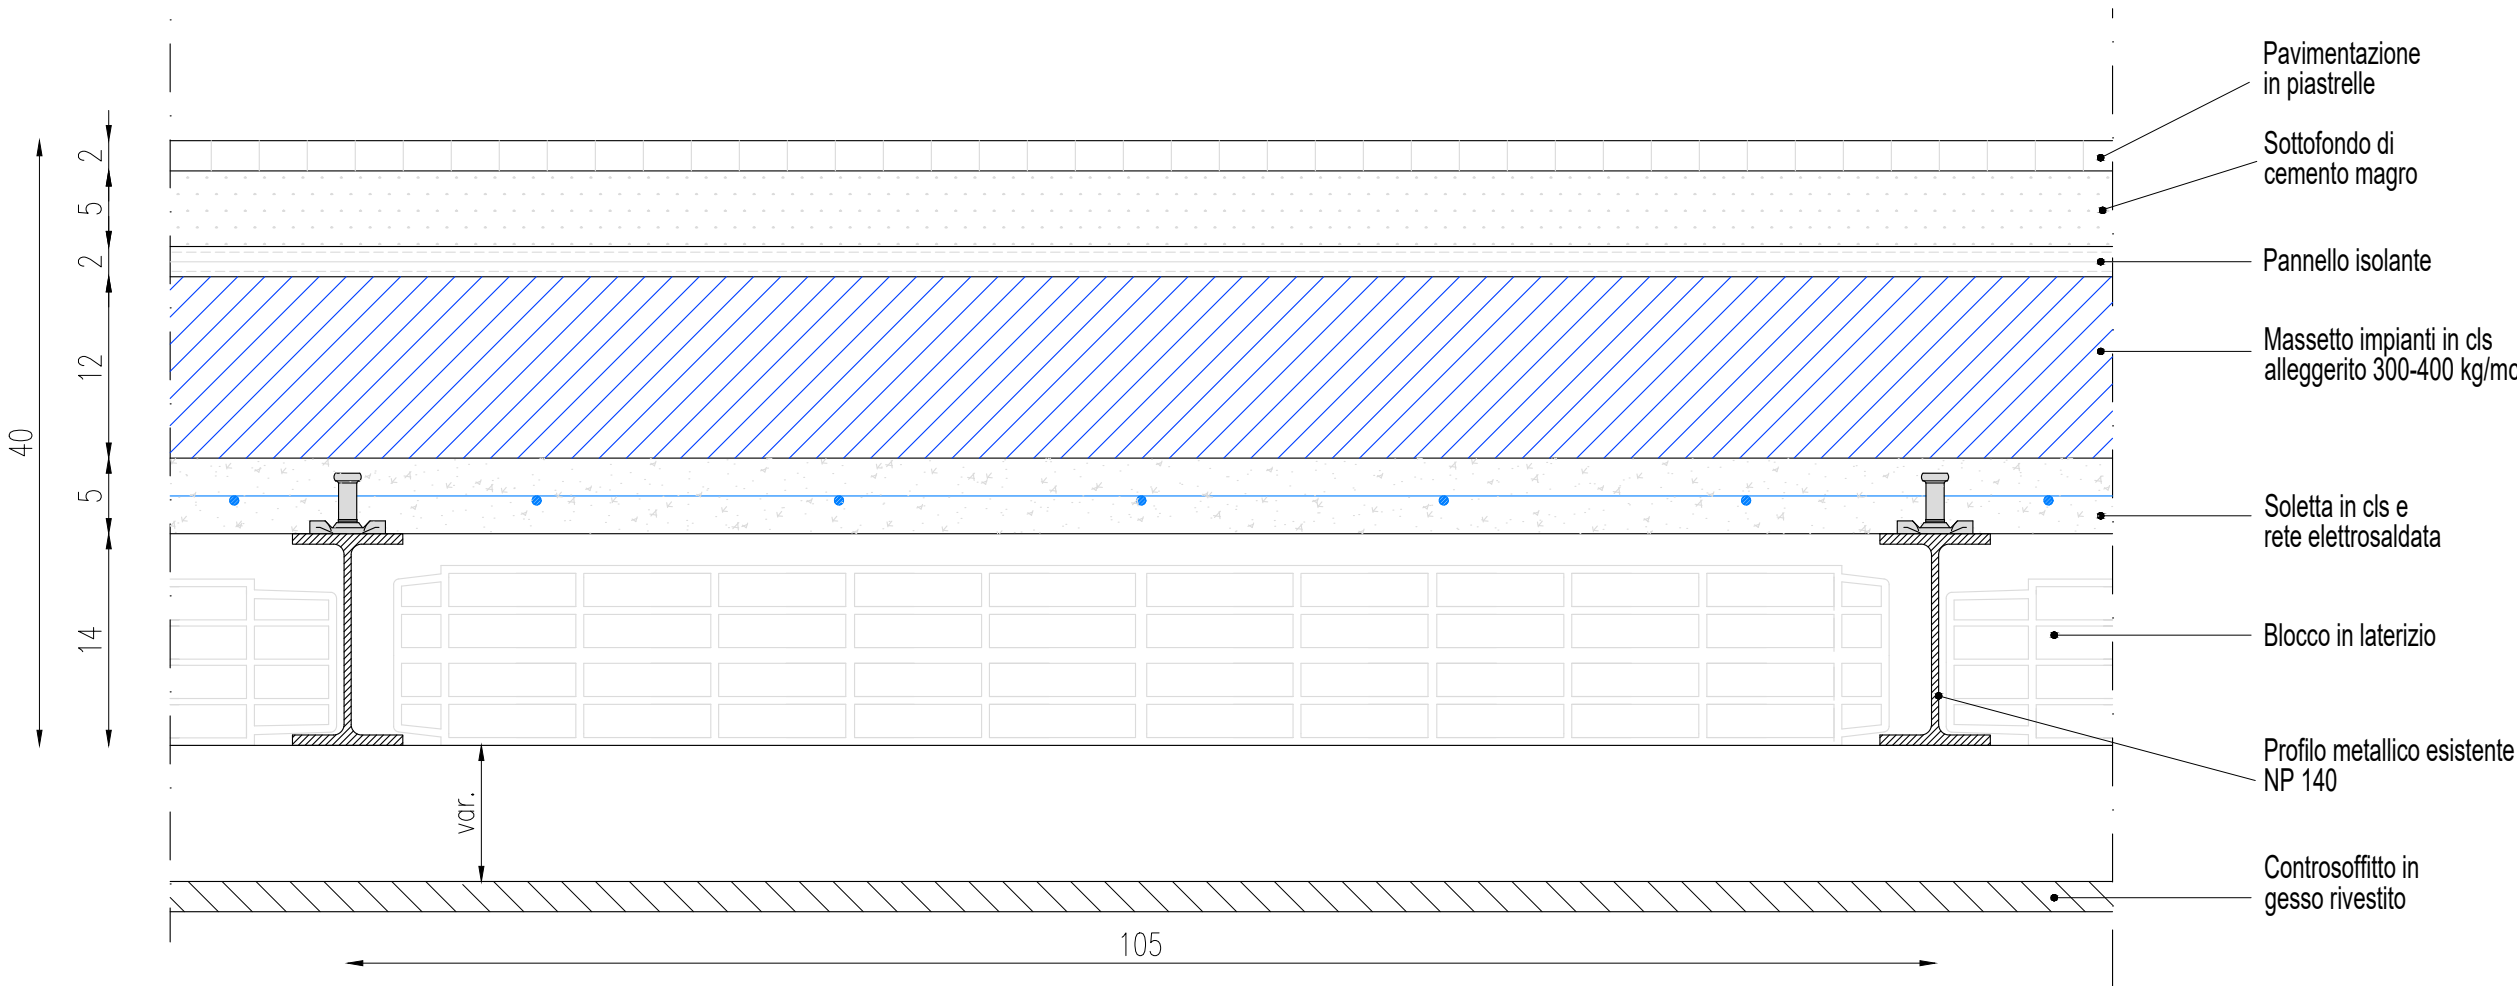 Pavimentazione
in piastrelle
Sottofondo di
cemento magro
Pannello isolante
Massetto impianti in cls
alleggerito 300-400 kg/mc
Soletta in cls e
rete elettrosaldata
Blocco in laterizio
Profilo metallico esistente
NP 140
Controsoffitto in
gesso rivestito
40
2
5
2
12
5
14
var.
105